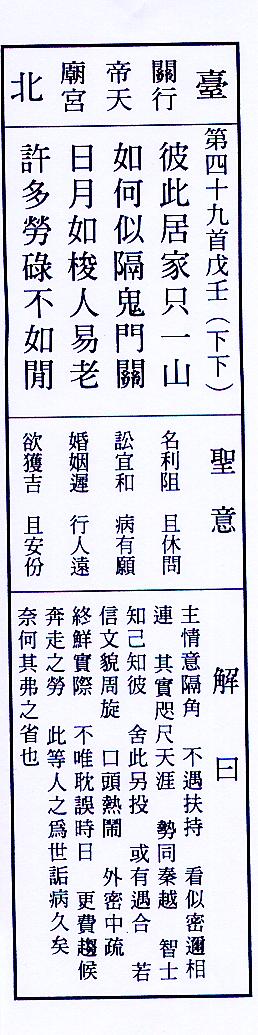 臺
關帝廟
行天宮
北
第四十九首戊壬(下下)
彼此居家只一山
如何似隔鬼門關
日月如梭人易老
許多勞碌不如閒
聖意
名利阻 且休問
訟宜和 病有願
婚姻遲 行人遠
欲獲吉 且安份
解曰
主情意隔角 不遇扶持 看似密邇相
連 其實咫尺天涯 勢同秦越 智士
知己知彼 舍此另投 或有遇合 若
信文貌周旋 口頭熱鬧 外密中疏
終鮮實際 不唯耽誤時日 更費趨候
奔走之勞 此等人之爲世詬病久矣
奈何其弗之省也